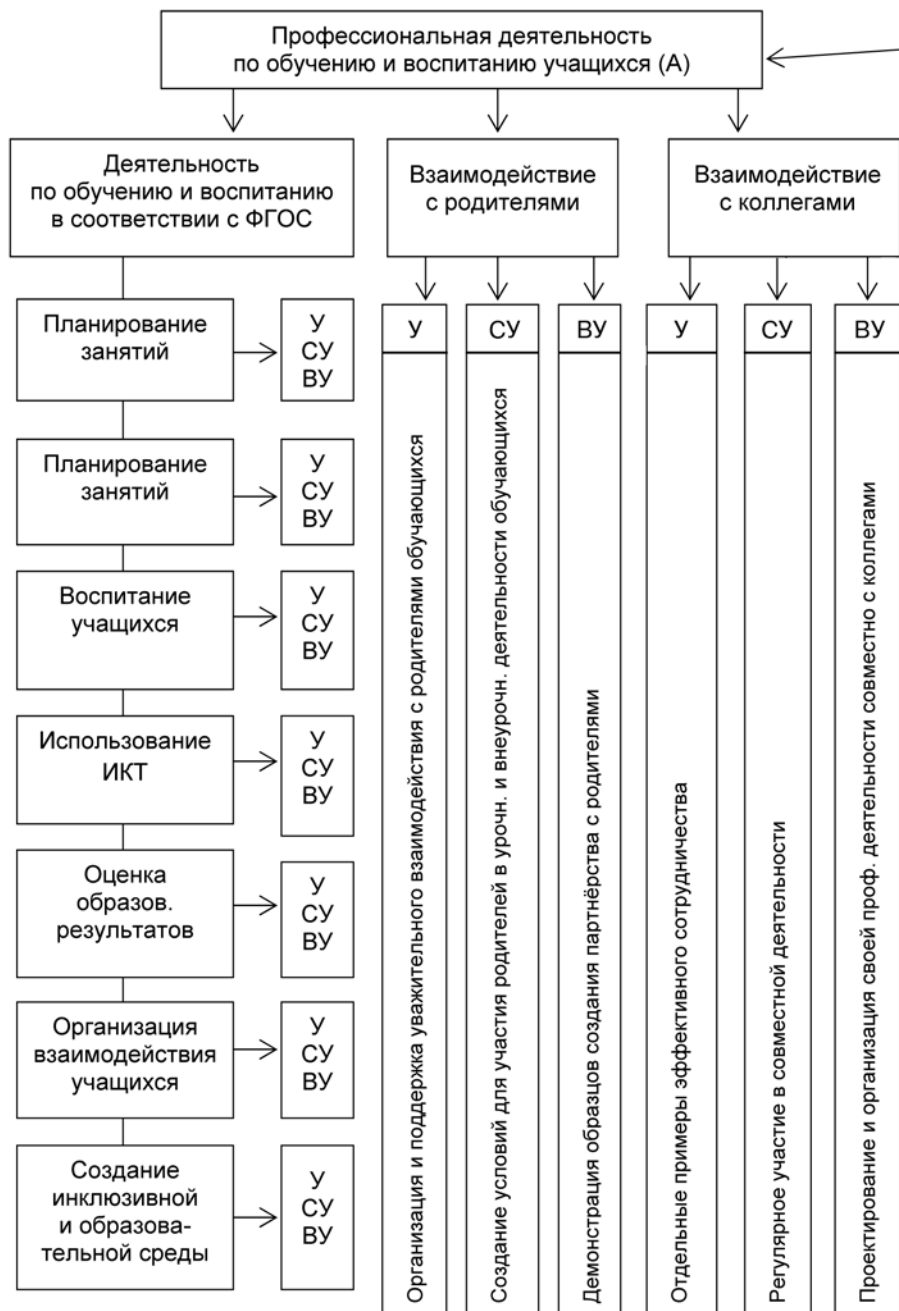 Профессиональная деятельность
по обучению и воспитанию учащихся (А)
Деятельность
по обучению и воспитанию
в соответствии с ФГОС
Взаимодействие
с родителями
Взаимодействие
с коллегами
Планирование
занятий
У
СУ
ВУ
Планирование
занятий
У
СУ
ВУ
Воспитание
учащихся
У
СУ
ВУ
Использование
ИКТ
У
СУ
ВУ
Оценка
образов.
результатов
У
СУ
ВУ
Организация
взаимодействия
учащихся
У
СУ
ВУ
Создание
инклюзивной
и образова-
тельной среды
У
СУ
ВУ
У
Организация и поддержка уважительного взаимодействия с родителями обучающихся
СУ
Создание условий для участия родителей в урочн. и внеурочн. деятельности обучающихся
ВУ
Демонстрация образцов создания партнёрства с родителями
У
Отдельные примеры эффективного сотрудничества
СУ
Регулярное участие в совместной деятельности
ВУ
Проектирование и организация своей проф. деятельности совместно с коллегами